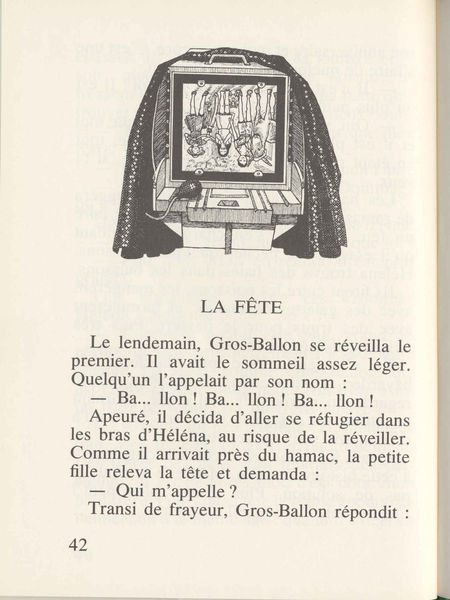 LA FÊTE
Le lendemain, Gros-Ballon se réveilla le
premier. Il avait le sommeil assez léger.
Quelqu'un l'appelait par son nom :
— Ba... llon ! Ba... llon ! Ba... llon !
Apeuré, il décida d'aller se réfugier dans
les bras d'Héléna, au risque de la réveiller.
Comme il arrivait près du hamac, la petite
fille releva la tête et demanda :
— Qui m'appelle ?
Transi de frayeur, Gros-Ballon répondit :
42